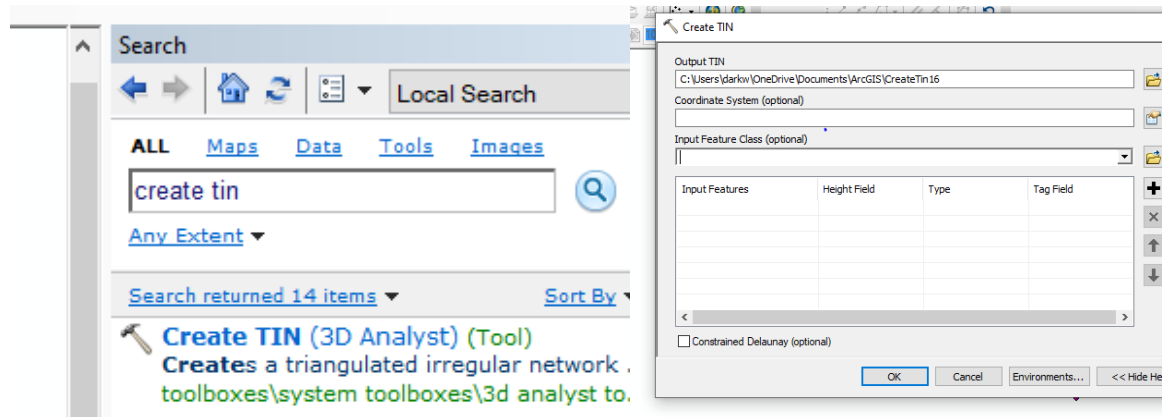 Search
Local Search
ALL Maps Data Tools Images
create tin
Any Extent
Search returned 14 items Sort By
Create TIN (3D Analyst) (Tool)
Creates a triangulated irregular network .
toolboxes\system toolboxes\3d analyst to.
Create TIN
Output TIN
C:\Users\darkw\OneDrive\Documents\ArcGIS\CreateTin16
Coordinate System (optional)
Input Feature Class (optional)
Input Features Height Field Type Tag Field
Constrained Delaunay (optional)
OK Cancel Environments... << Hide He